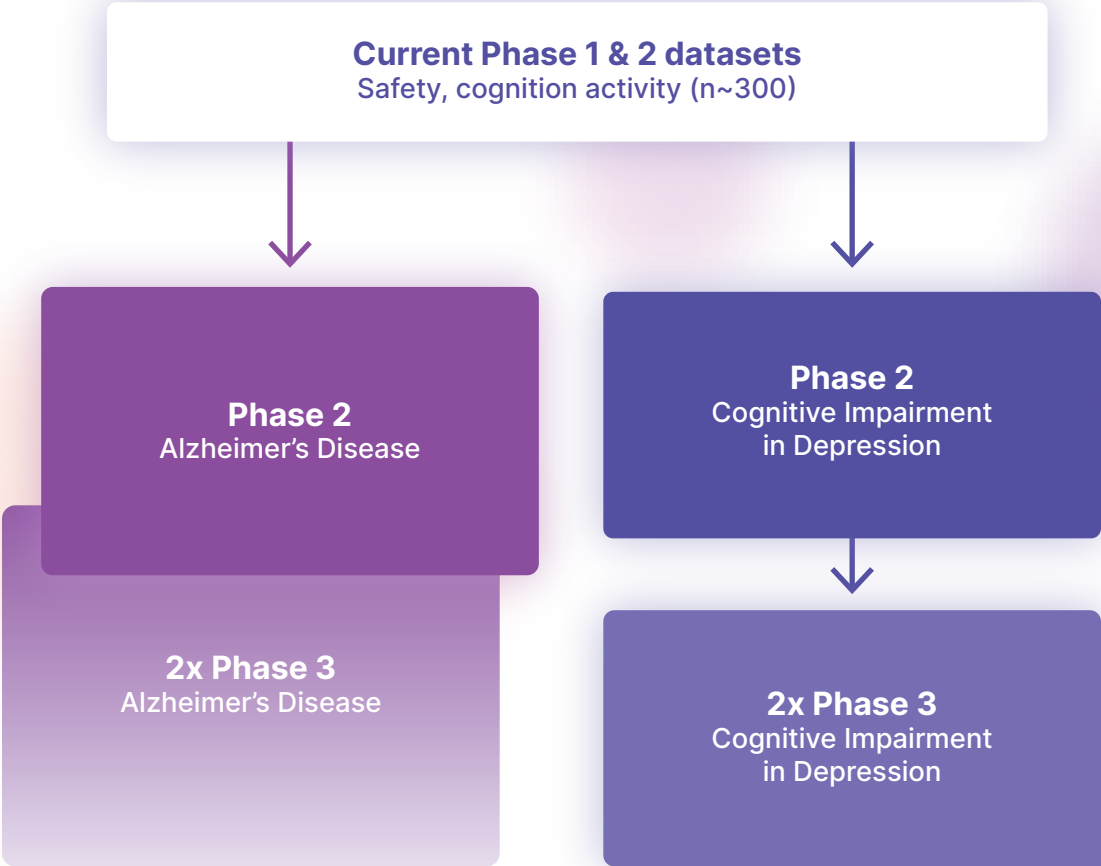 Current Phase 1 & 2 datasets
Safety, cognition activity (n~300)
Phase 2
Alzheimer’s Disease
2x Phase 3
Alzheimer’s Disease
Phase 2
Cognitive Impairment
in Depression
2x Phase 3
Cognitive Impairment
in Depression